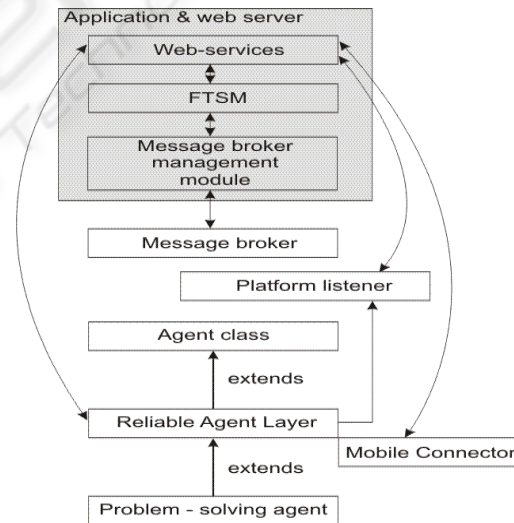 Application & web server
Web-services
FTSM
Message broker
management
module
Message broker
Platform listener
Agent class
extends
Reliable Agent Layer
Mobile Connector
extends
Problem - solving agent